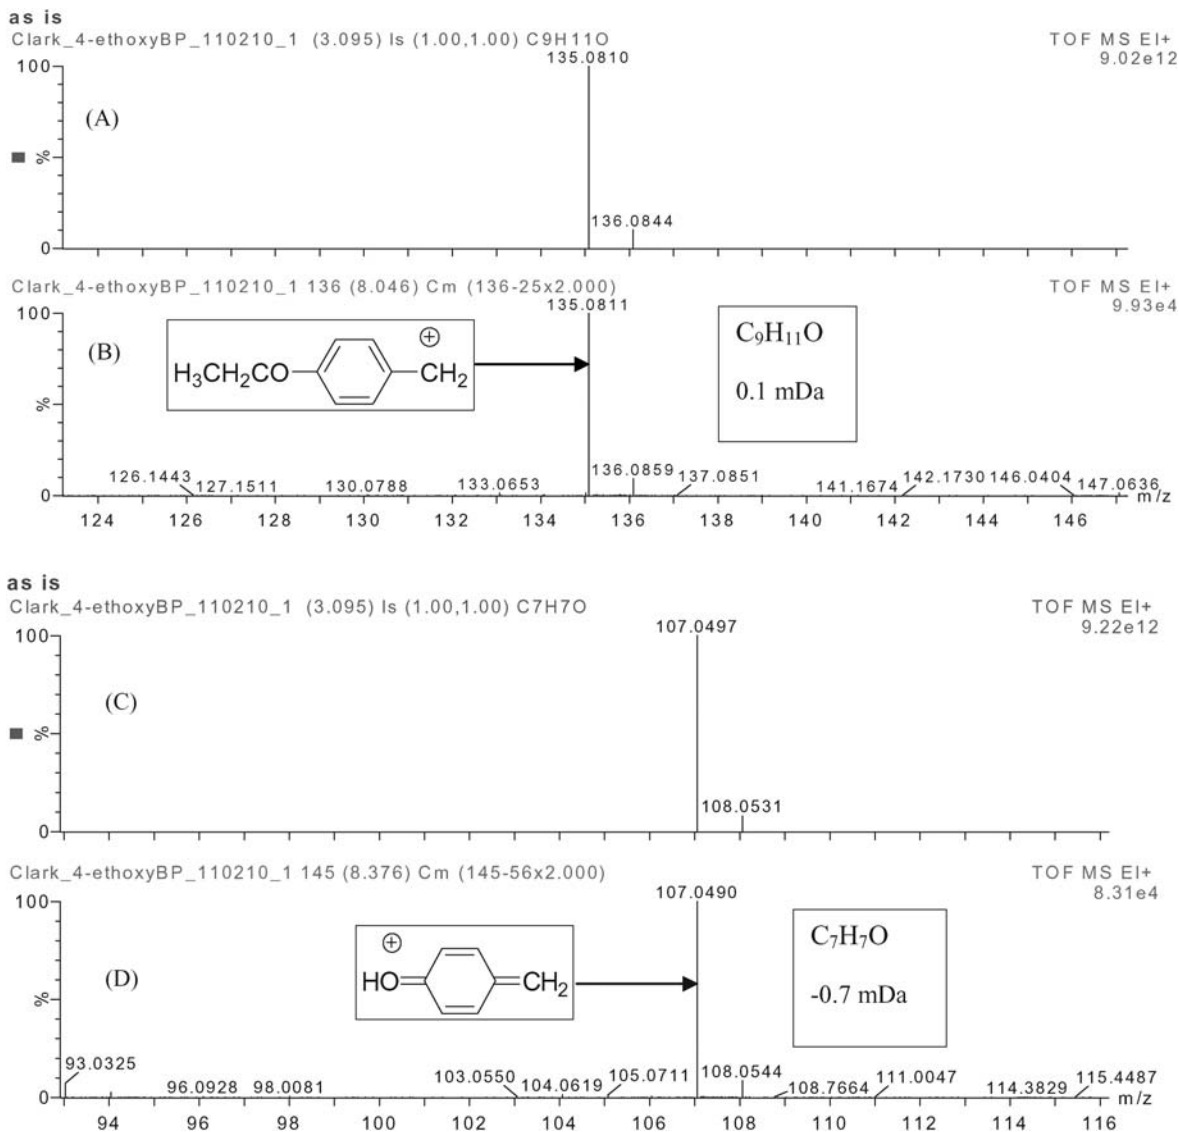 as is
Clark_4-ethoxyBP_110210_1 (3.095) Is (1.00,1.00) C9H11O
TOF MS EI+
9.02e12
100
135.0810
(A)
%
136.0844
0
Clark_4-ethoxyBP_110210_1 136 (8.046) Cm (136-25x2.000)
TOF MS EI+
9.93e4
100
135.0811
(B)
H₃CH₂CO
⊕
CH₂
C₉H₁₁O
0.1 mDa
%
126.1443
127.1511
130.0788
133.0653
136.0859
137.0851
141.1674
142.1730
146.0404
147.0636
0
m/z
124 126 128 130 132 134 136 138 140 142 144 146
as is
Clark_4-ethoxyBP_110210_1 (3.095) Is (1.00,1.00) C7H7O
TOF MS EI+
9.22e12
100
107.0497
(C)
%
108.0531
0
Clark_4-ethoxyBP_110210_1 145 (8.376) Cm (145-56x2.000)
TOF MS EI+
8.31e4
100
107.0490
(D)
⊕
HO
CH₂
C₇H₇O
-0.7 mDa
%
93.0325
96.0928
98.0081
103.0550
104.0619
105.0711
108.0544
108.7664
111.0047
114.3829
115.4487
0
m/z
94 96 98 100 102 104 106 108 110 112 114 116